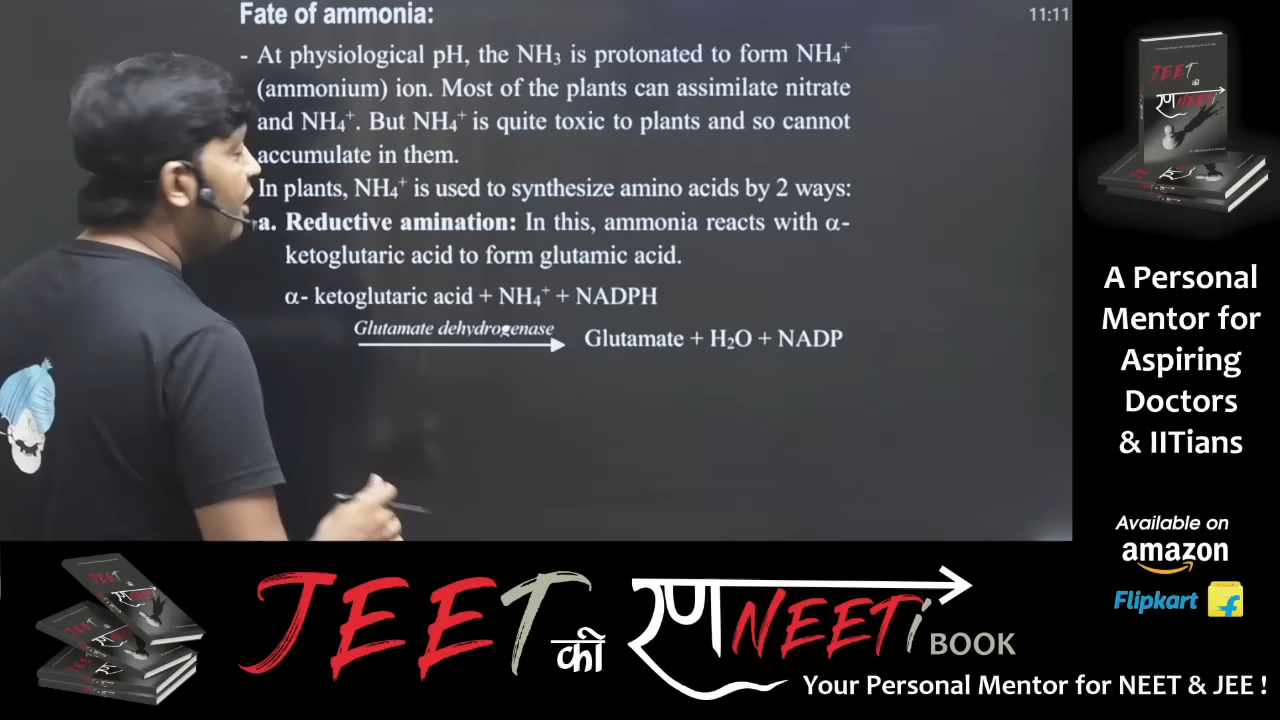 Fate of ammonia:
11:11
- At physiological pH, the NH₃ is protonated to form NH₄⁺
(ammonium) ion. Most of the plants can assimilate nitrate
and NH₄⁺. But NH₄⁺ is quite toxic to plants and so cannot
accumulate in them.
In plants, NH₄⁺ is used to synthesize amino acids by 2 ways:
a. Reductive amination: In this, ammonia reacts with α-
ketoglutaric acid to form glutamic acid.
α- ketoglutaric acid + NH₄⁺ + NADPH
Glutamate dehydrogenase
Glutamate + H₂O + NADP
JEET
रण NEETi
A Personal
Mentor for
Aspiring
Doctors
& IITians
Available on
amazon
Flipkart
JEET की रण NEETi BOOK
Your Personal Mentor for NEET & JEE !